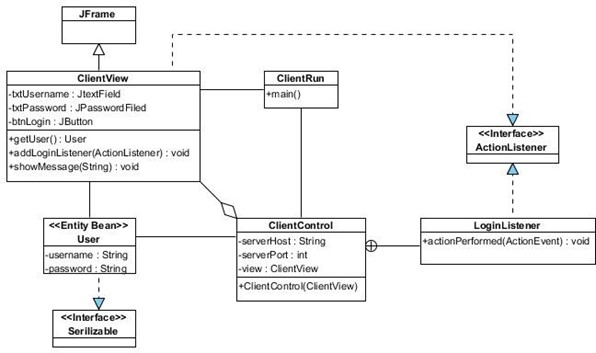 JFrame
ClientView
-txtUsername : JtextField
-txtPassword : JPasswordFiled
-btnLogin : JButton
+getUser() : User
+addLoginListener(ActionListener) : void
+showMessage(String) : void
ClientRun
+main()
<<Interface>>
ActionListener
<<Entity Bean>>
User
-username : String
-password : String
ClientControl
-serverHost : String
-serverPort : int
-view : ClientView
+ClientControl(ClientView)
LoginListener
+actionPerformed(ActionEvent) : void
<<Interface>>
Serilizable